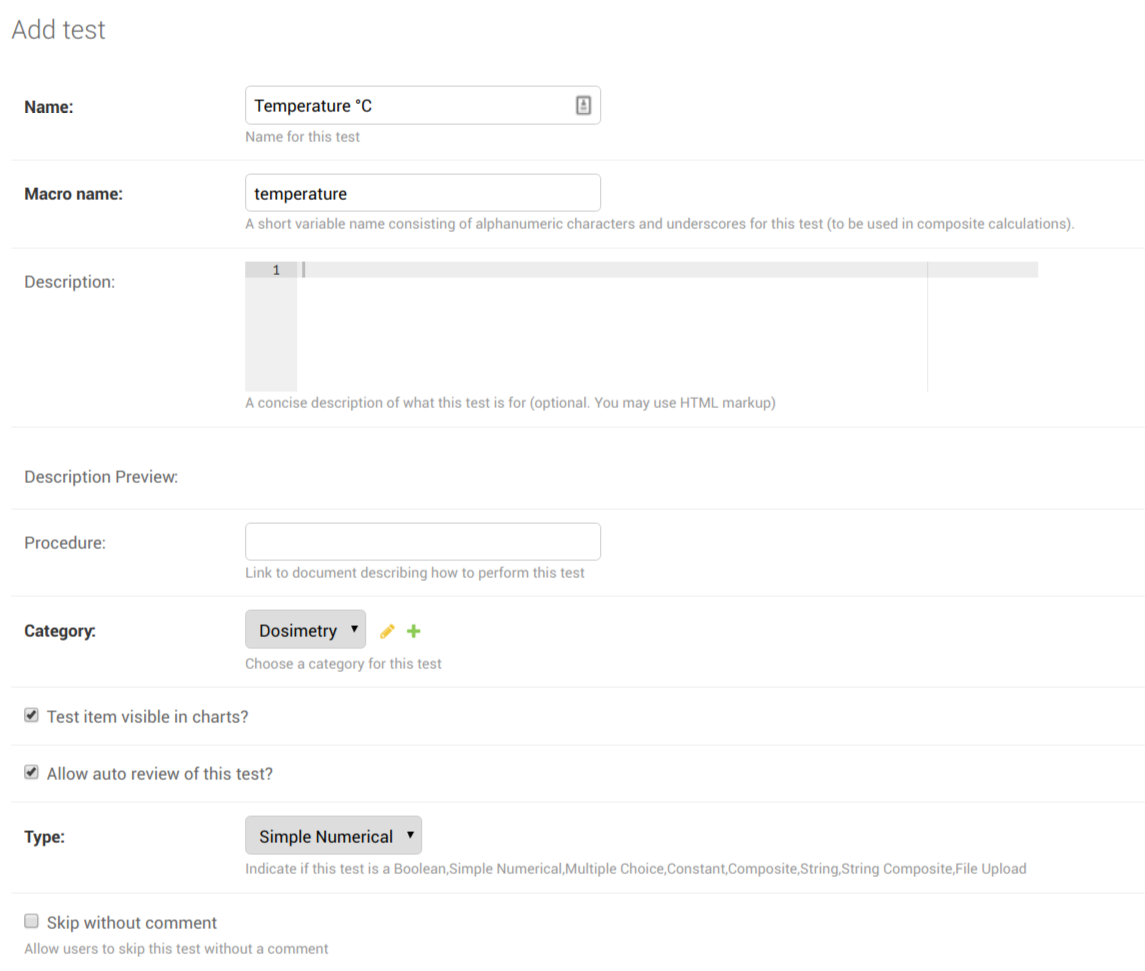 Add test
Name:
Temperature °C
Name for this test
Macro name:
temperature
A short variable name consisting of alphanumeric characters and underscores for this test (to be used in composite calculations).
Description:
1
A concise description of what this test is for (optional. You may use HTML markup)
Description Preview:
Procedure:
Link to document describing how to perform this test
Category:
Dosimetry
Choose a category for this test
Test item visible in charts?
Allow auto review of this test?
Type:
Simple Numerical
Indicate if this test is a Boolean,Simple Numerical,Multiple Choice,Constant,Composite,String,String Composite,File Upload
Skip without comment
Allow users to skip this test without a comment